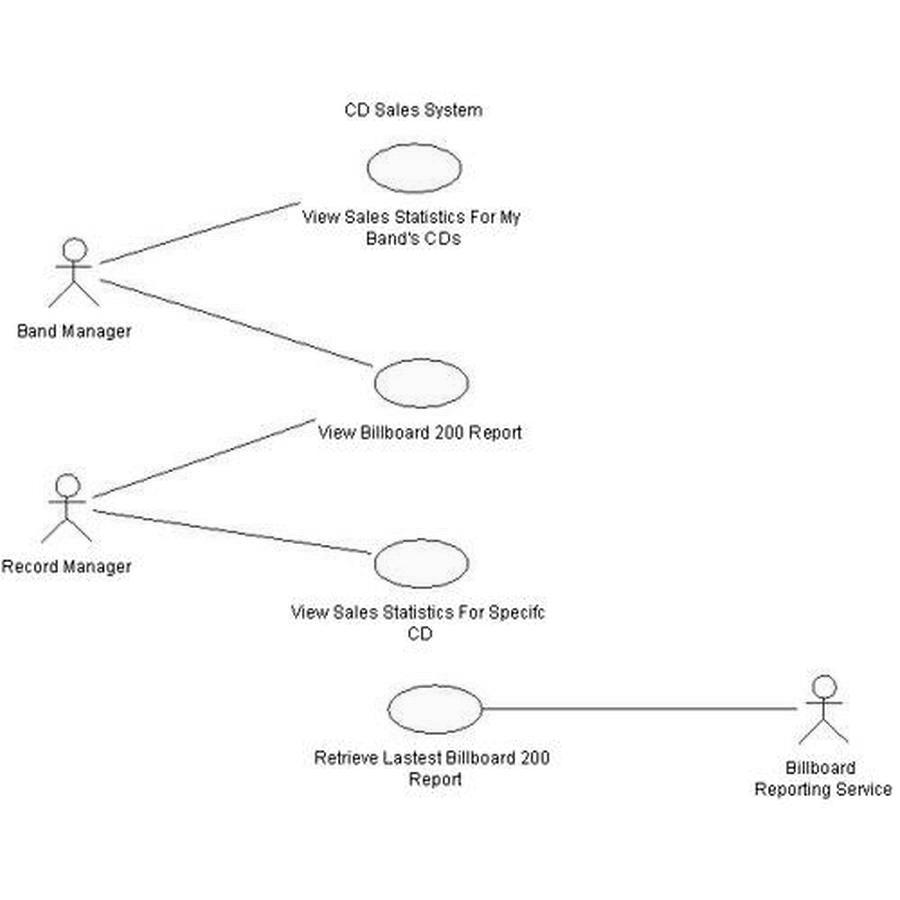 CD Sales System
View Sales Statistics For My
Band's CDs
Band Manager
View Billboard 200 Report
Record Manager
View Sales Statistics For Specifc
CD
Retrieve Lastest Billboard 200
Report
Billboard
Reporting Service